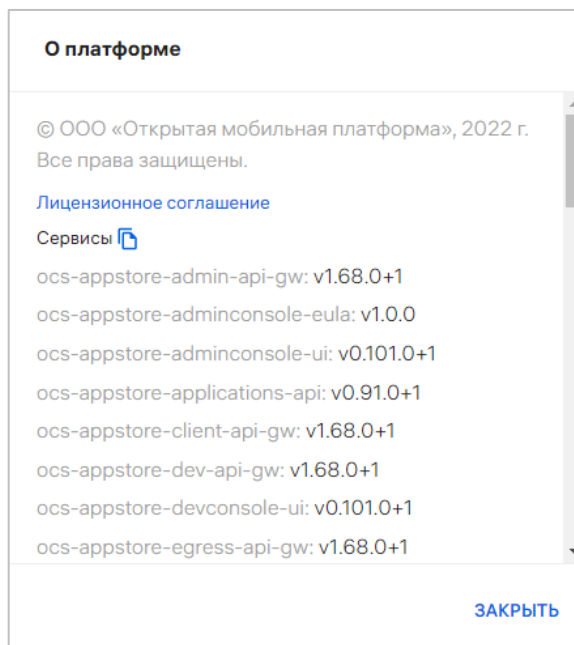 О платформе
© ООО «Открытая мобильная платформа», 2022 г.
Все права защищены.
Лицензионное соглашение
Сервисы
ocs-appstore-admin-api-gw: v1.68.0+1
ocs-appstore-adminconsole-eula: v1.0.0
ocs-appstore-adminconsole-ui: v0.101.0+1
ocs-appstore-applications-api: v0.91.0+1
ocs-appstore-client-api-gw: v1.68.0+1
ocs-appstore-dev-api-gw: v1.68.0+1
ocs-appstore-devconsole-ui: v0.101.0+1
ocs-appstore-egress-api-gw: v1.68.0+1
ЗАКРЫТЬ